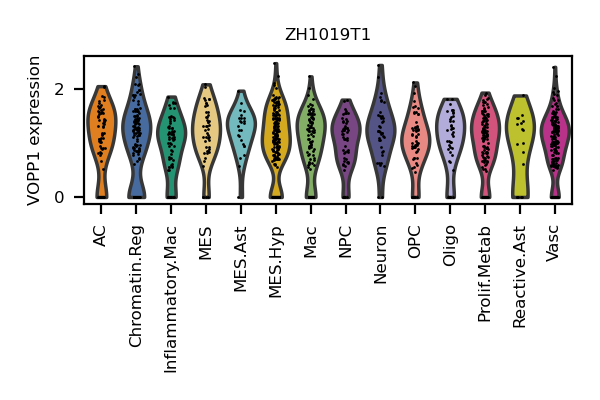 ZH1019T1
VOPP1 expression
2
0
AC
Chromatin.Reg
Inflammatory.Mac
MES
MES.Ast
MES.Hyp
Mac
NPC
Neuron
OPC
Oligo
Prolif.Metab
Reactive.Ast
Vasc